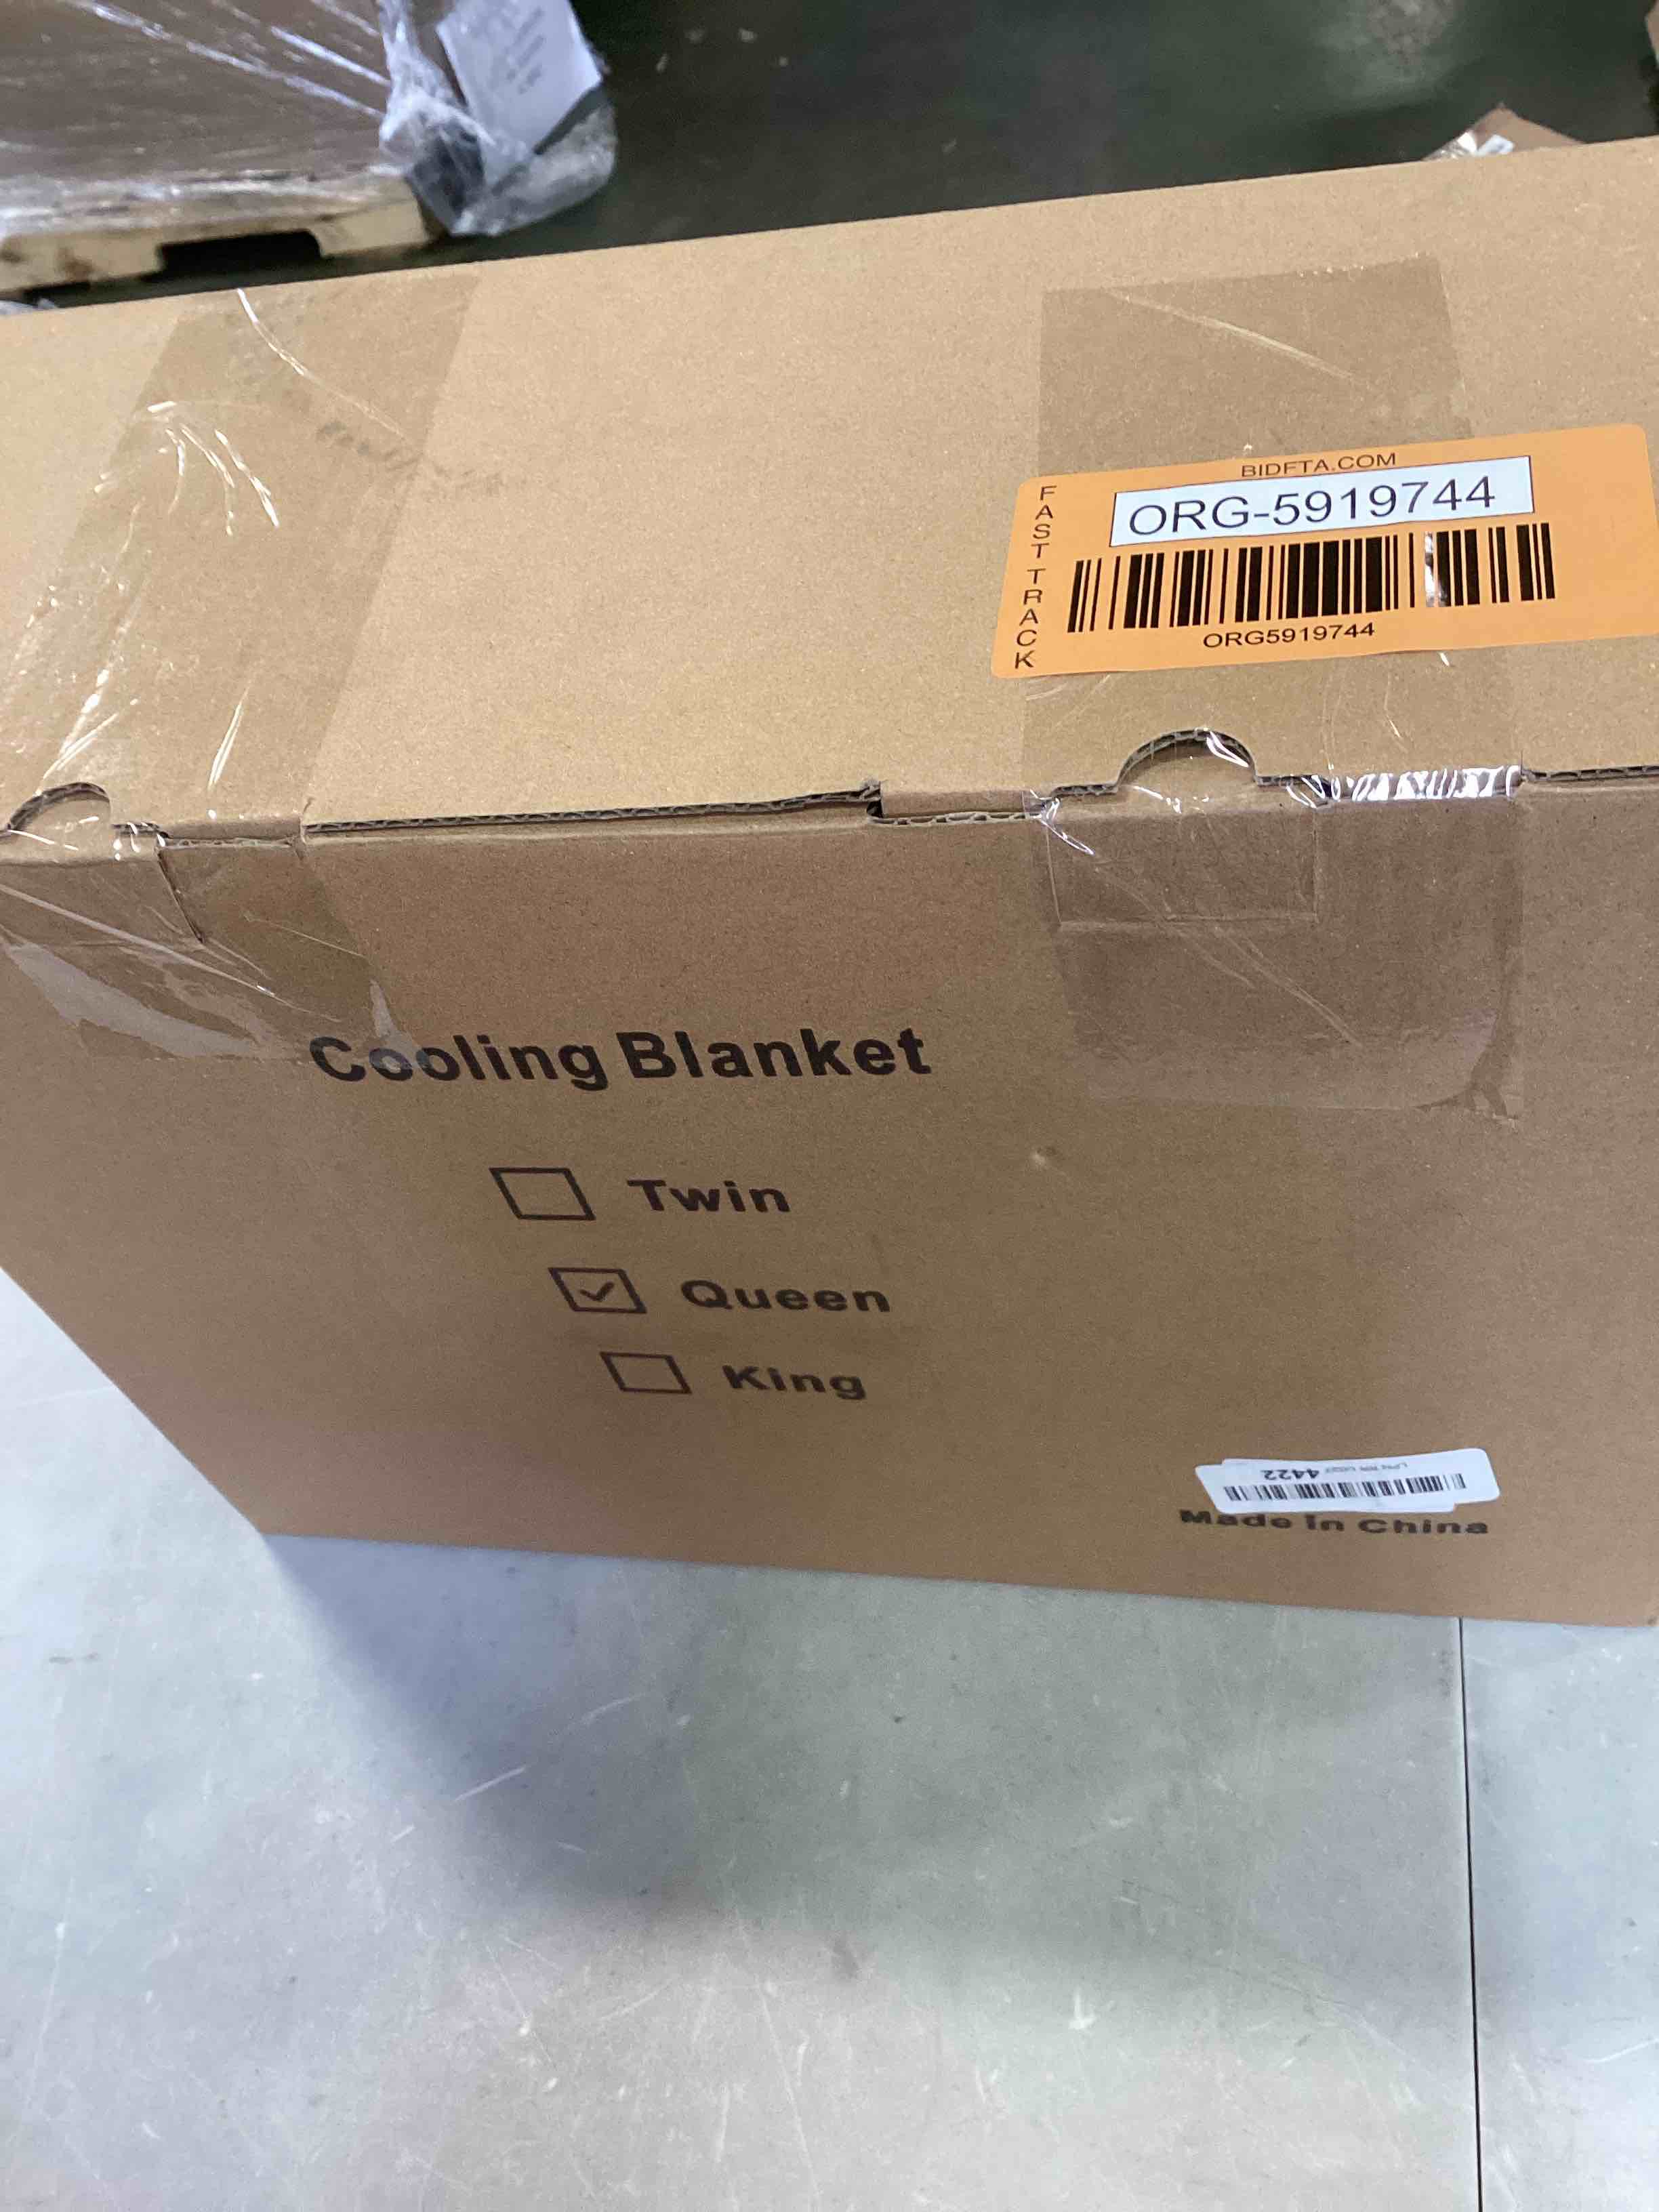 BIDFTA.COM
FAST TRACK
ORG-5919744
ORG5919744
Cooling Blanket
Twin
Queen
King
4422
Made in China